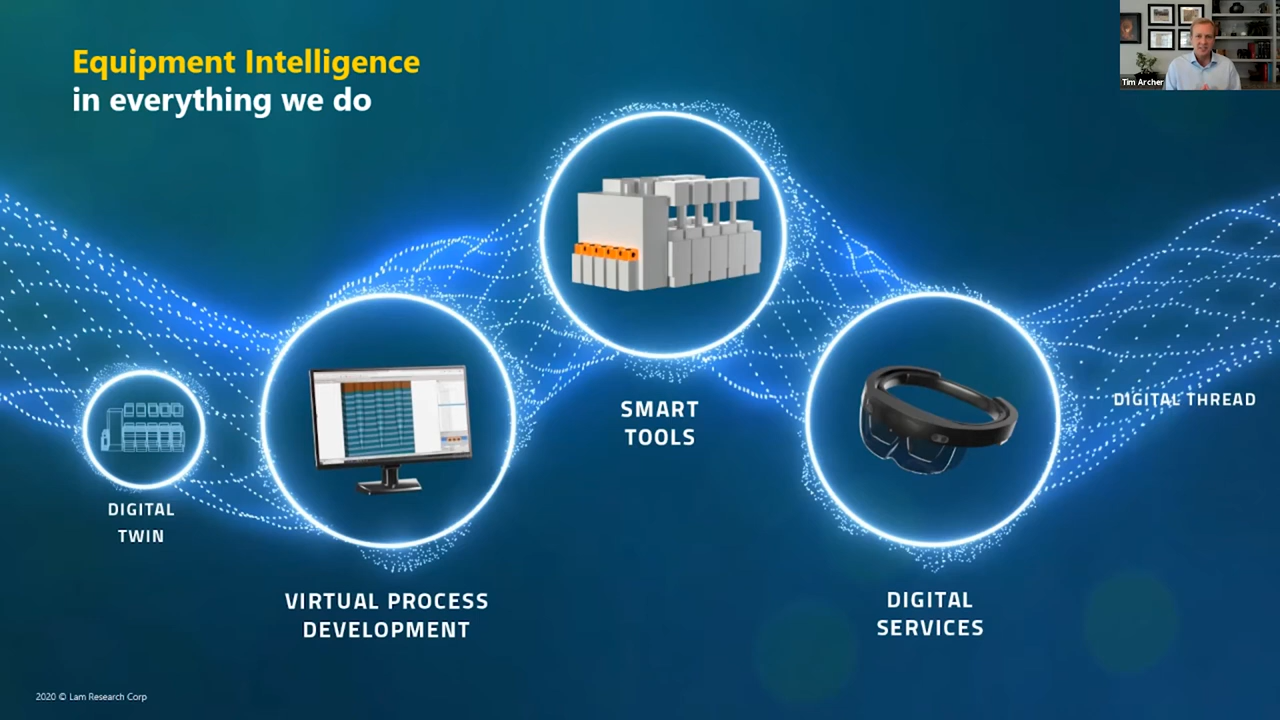 Equipment Intelligence
in everything we do
Tim Archer
SMART
TOOLS
DIGITAL THREAD
DIGITAL
TWIN
VIRTUAL PROCESS
DEVELOPMENT
DIGITAL
SERVICES
2020 © Lam Research Corp